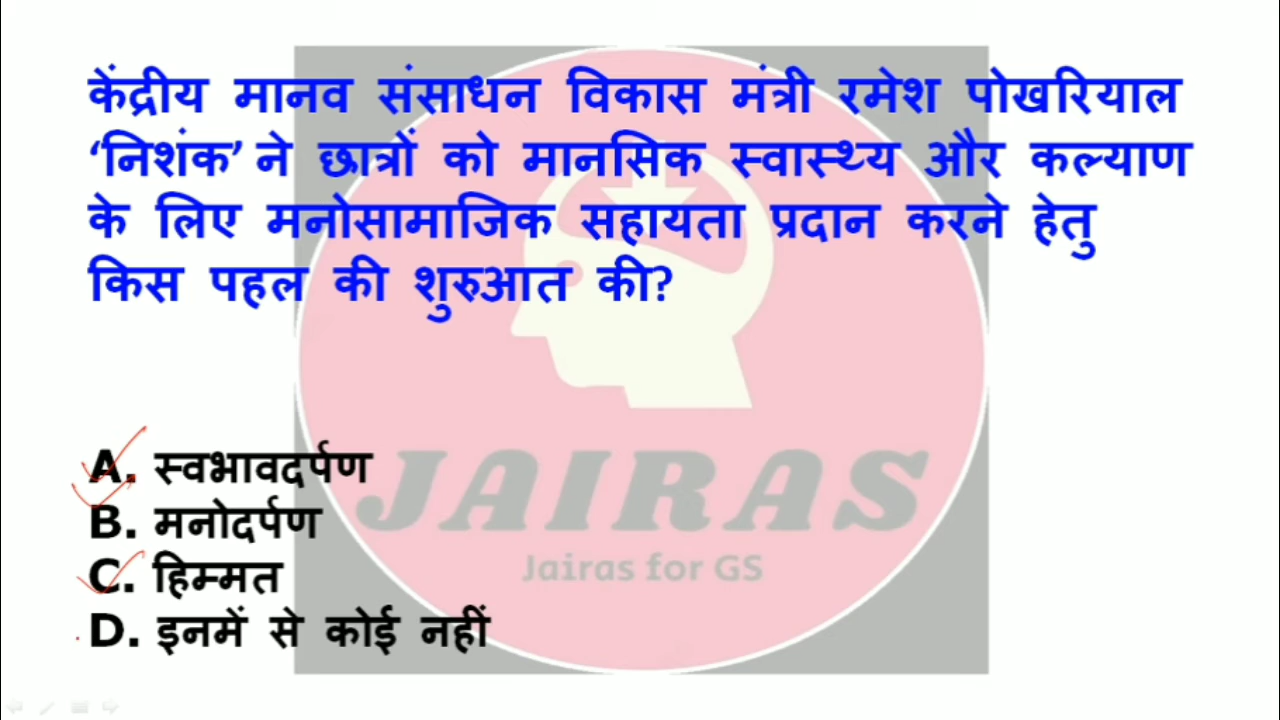 केंद्रीय मानव संसाधन विकास मंत्री रमेश पोखरियाल
‘निशंक’ ने छात्रों को मानसिक स्वास्थ्य और कल्याण
के लिए मनोसामाजिक सहायता प्रदान करने हेतु
किस पहल की शुरुआत की?
A. स्वभावदर्पण
B. मनोदर्पण
C. हिम्मत
D. इनमें से कोई नहीं
JAIRAS
Jairas for GS